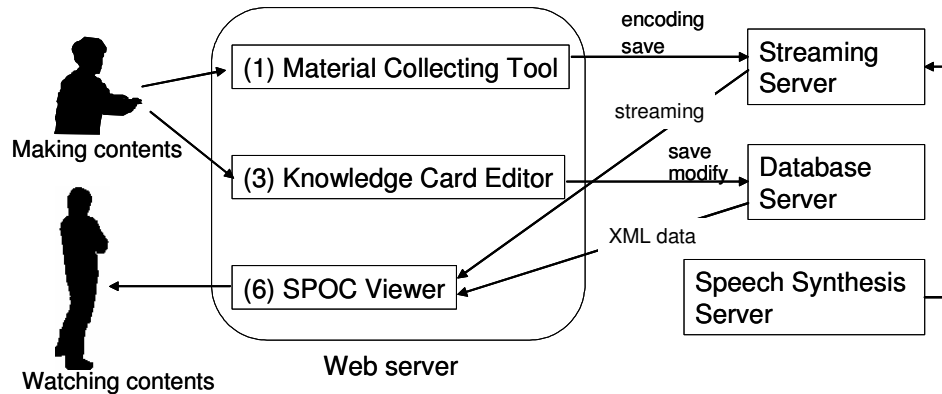 encoding
save
(1) Material Collecting Tool
Streaming
Server
streaming
Making contents
save
modify
(3) Knowledge Card Editor
Database
Server
XML data
(6) SPOC Viewer
Speech Synthesis
Server
Web server
Watching contents